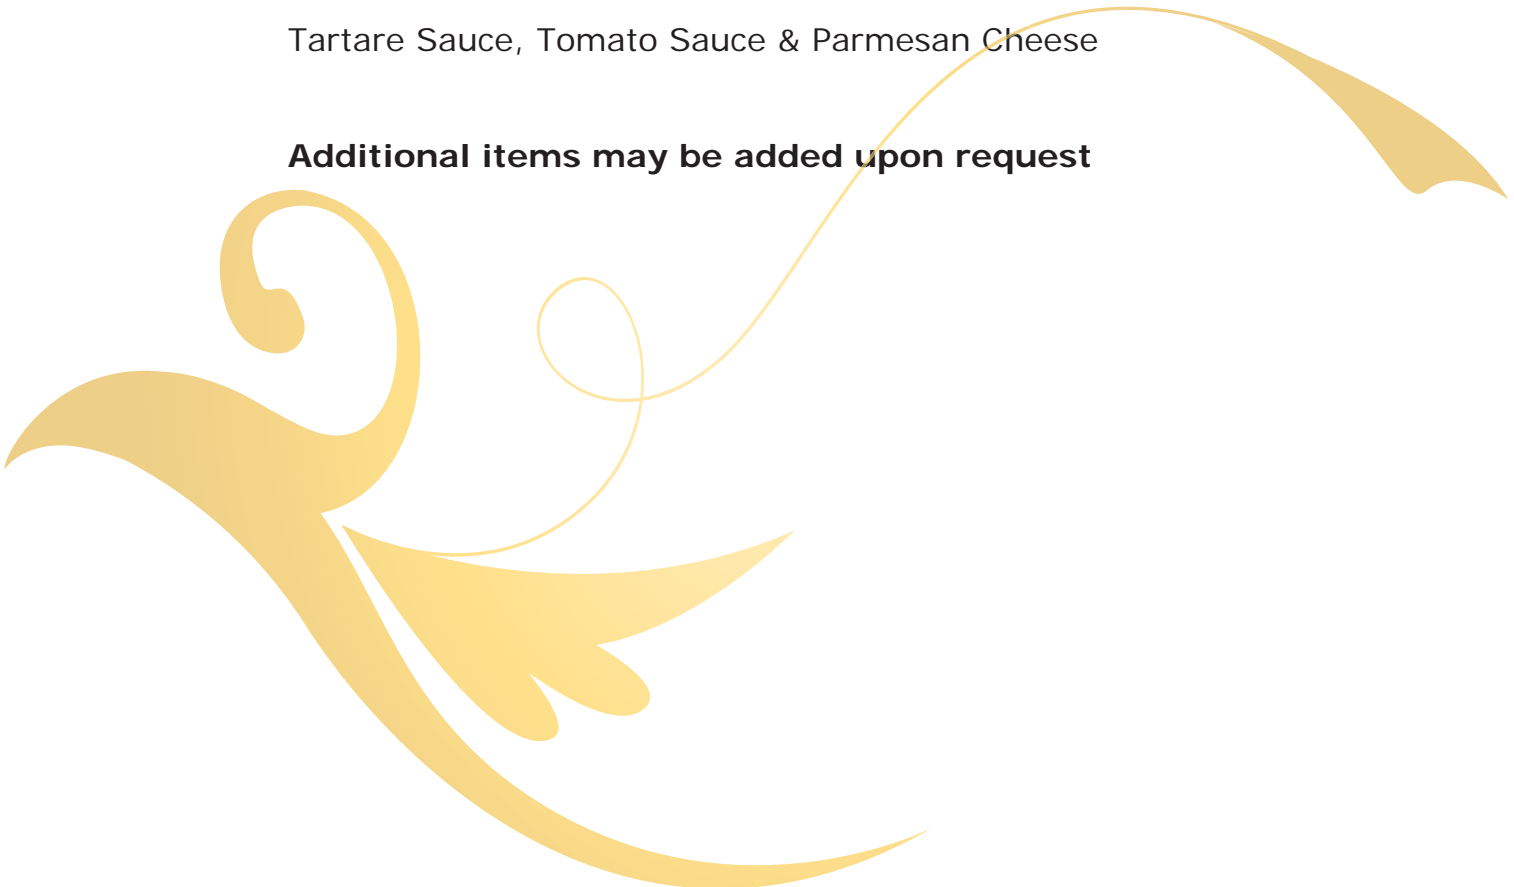 Tartare Sauce, Tomato Sauce & Parmesan Cheese
Additional items may be added upon request